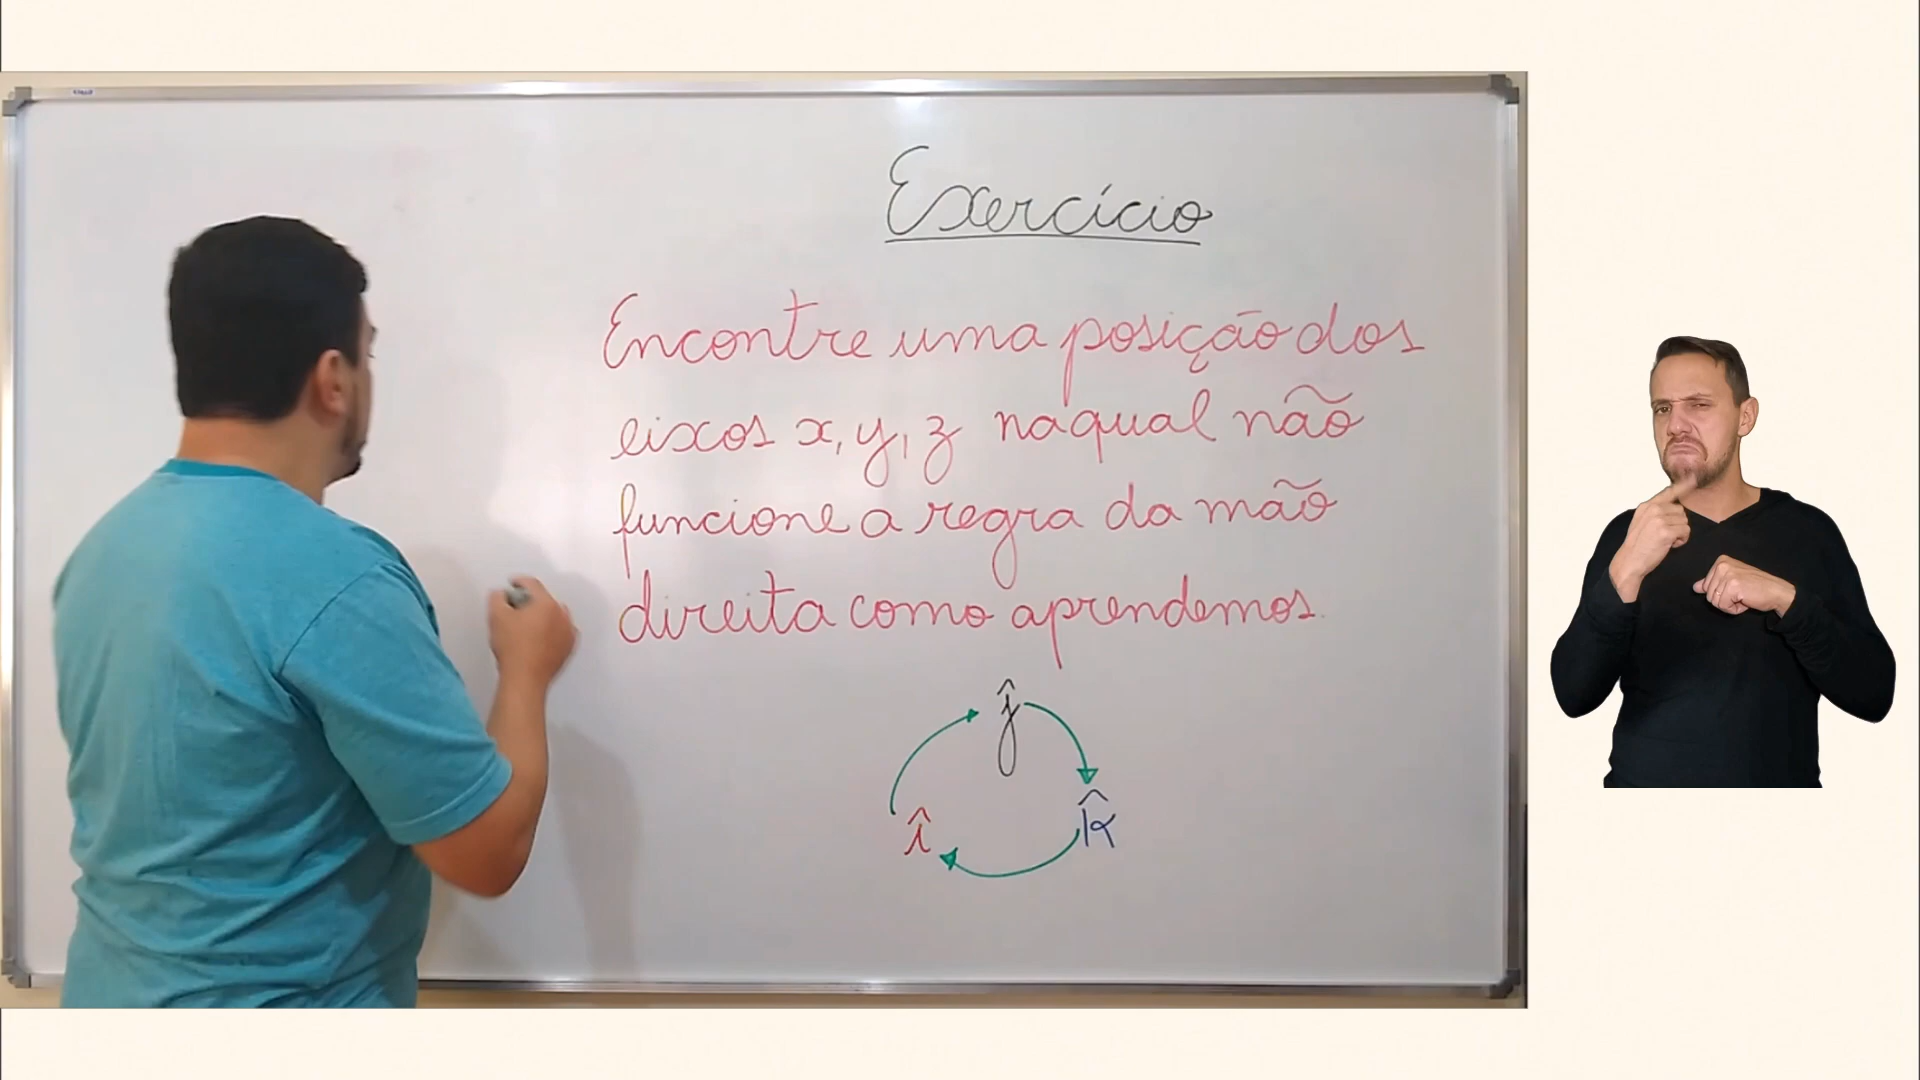 Exercício
Encontre uma posição dos
eixos x, y, z na qual não
funcione a regra da mão
direita como aprendemos.
ĵ
î k̂